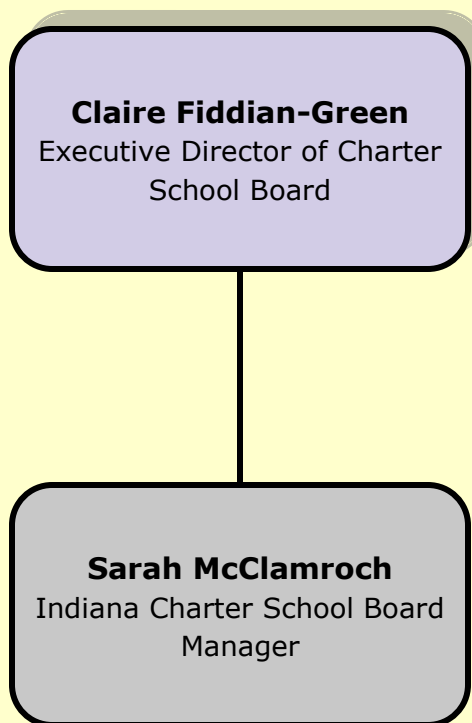 Claire Fiddian-Green
Executive Director of Charter
School Board
Sarah McClamroch
Indiana Charter School Board
Manager